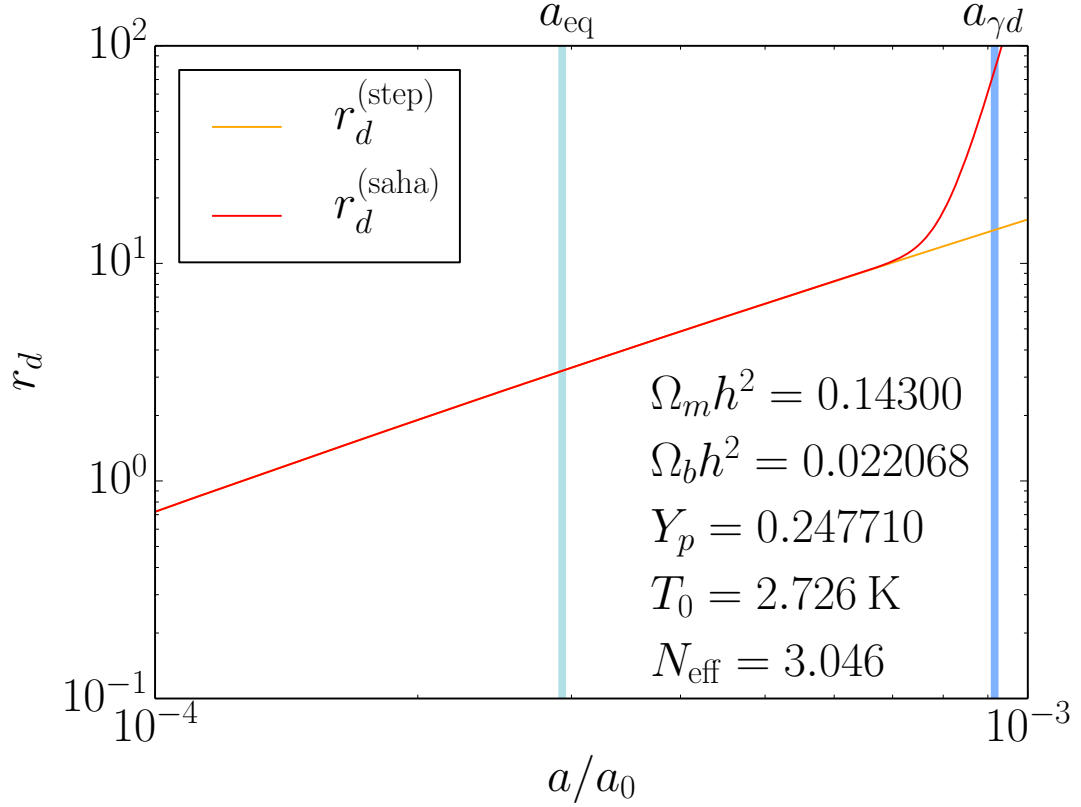 a_eq a_γd
10^2
r_d^(step)
r_d^(saha)
10^1
r_d
10^0
Ω_m h^2 = 0.14300
Ω_b h^2 = 0.022068
Y_p = 0.247710
T_0 = 2.726 K
N_eff = 3.046
10^-1
10^-4 10^-3
a/a_0